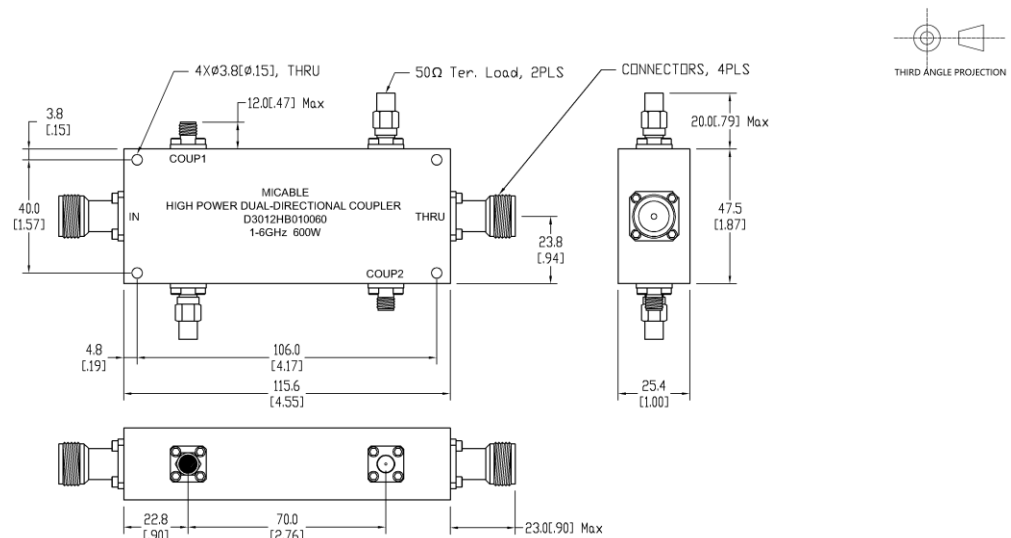 THIRD ANGLE PROJECTION
4XØ3.8[Ø.15], THRU
50Ω Ter. Load, 2PLS
CONNECTORS, 4PLS
12.0[.47] Max
20.0[.79] Max
3.8
[.15]
COUP1
MICABLE
HIGH POWER DUAL-DIRECTIONAL COUPLER
D3012HB010060
1-6GHz 600W
IN
THRU
COUP2
40.0
[1.57]
23.8
[.94]
47.5
[1.87]
4.8
[.19]
106.0
[4.17]
115.6
[4.55]
25.4
[1.00]
22.8
[.90]
70.0
[2.76]
23.0[.90] Max